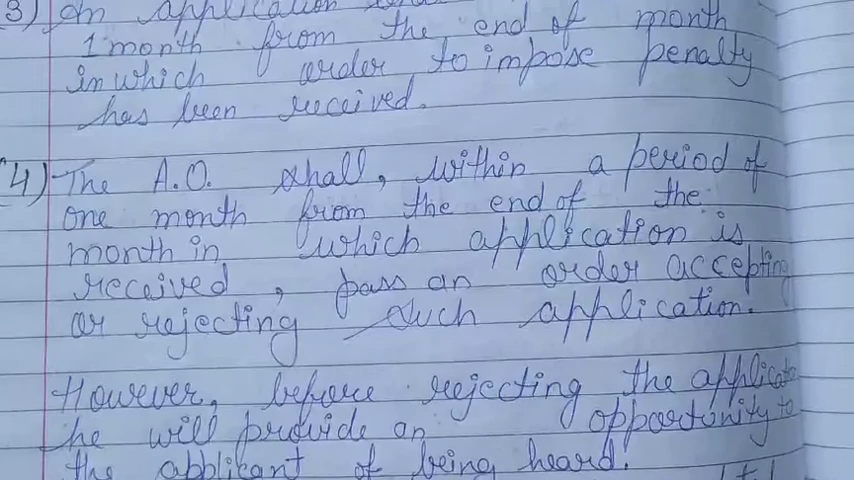 3) An application
1 month from the end of month
in which order to impose penalty
has been received.
(4) The A.O. shall, within a period of
one month from the end of the
month in which application is
received, pass an order accepting
or rejecting such application.
However, before rejecting the applicatn
he will provide an opportunity to
the applicant of being heard.